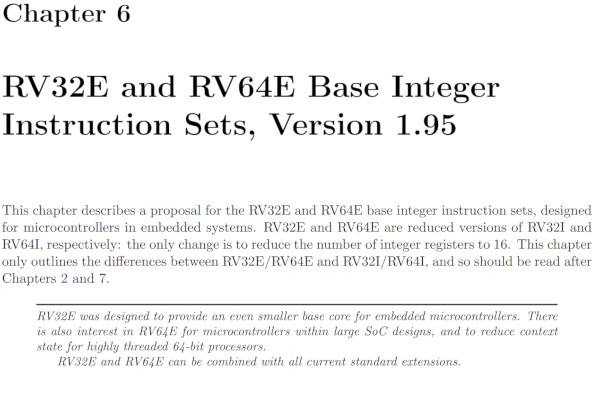 Chapter 6
RV32E and RV64E Base Integer
Instruction Sets, Version 1.95
This chapter describes a proposal for the RV32E and RV64E base integer instruction sets, designed
for microcontrollers in embedded systems. RV32E and RV64E are reduced versions of RV32I and
RV64I, respectively: the only change is to reduce the number of integer registers to 16. This chapter
only outlines the differences between RV32E/RV64E and RV32I/RV64I, and so should be read after
Chapters 2 and 7.
RV32E was designed to provide an even smaller base core for embedded microcontrollers. There
is also interest in RV64E for microcontrollers within large SoC designs, and to reduce context
state for highly threaded 64-bit processors.
RV32E and RV64E can be combined with all current standard extensions.